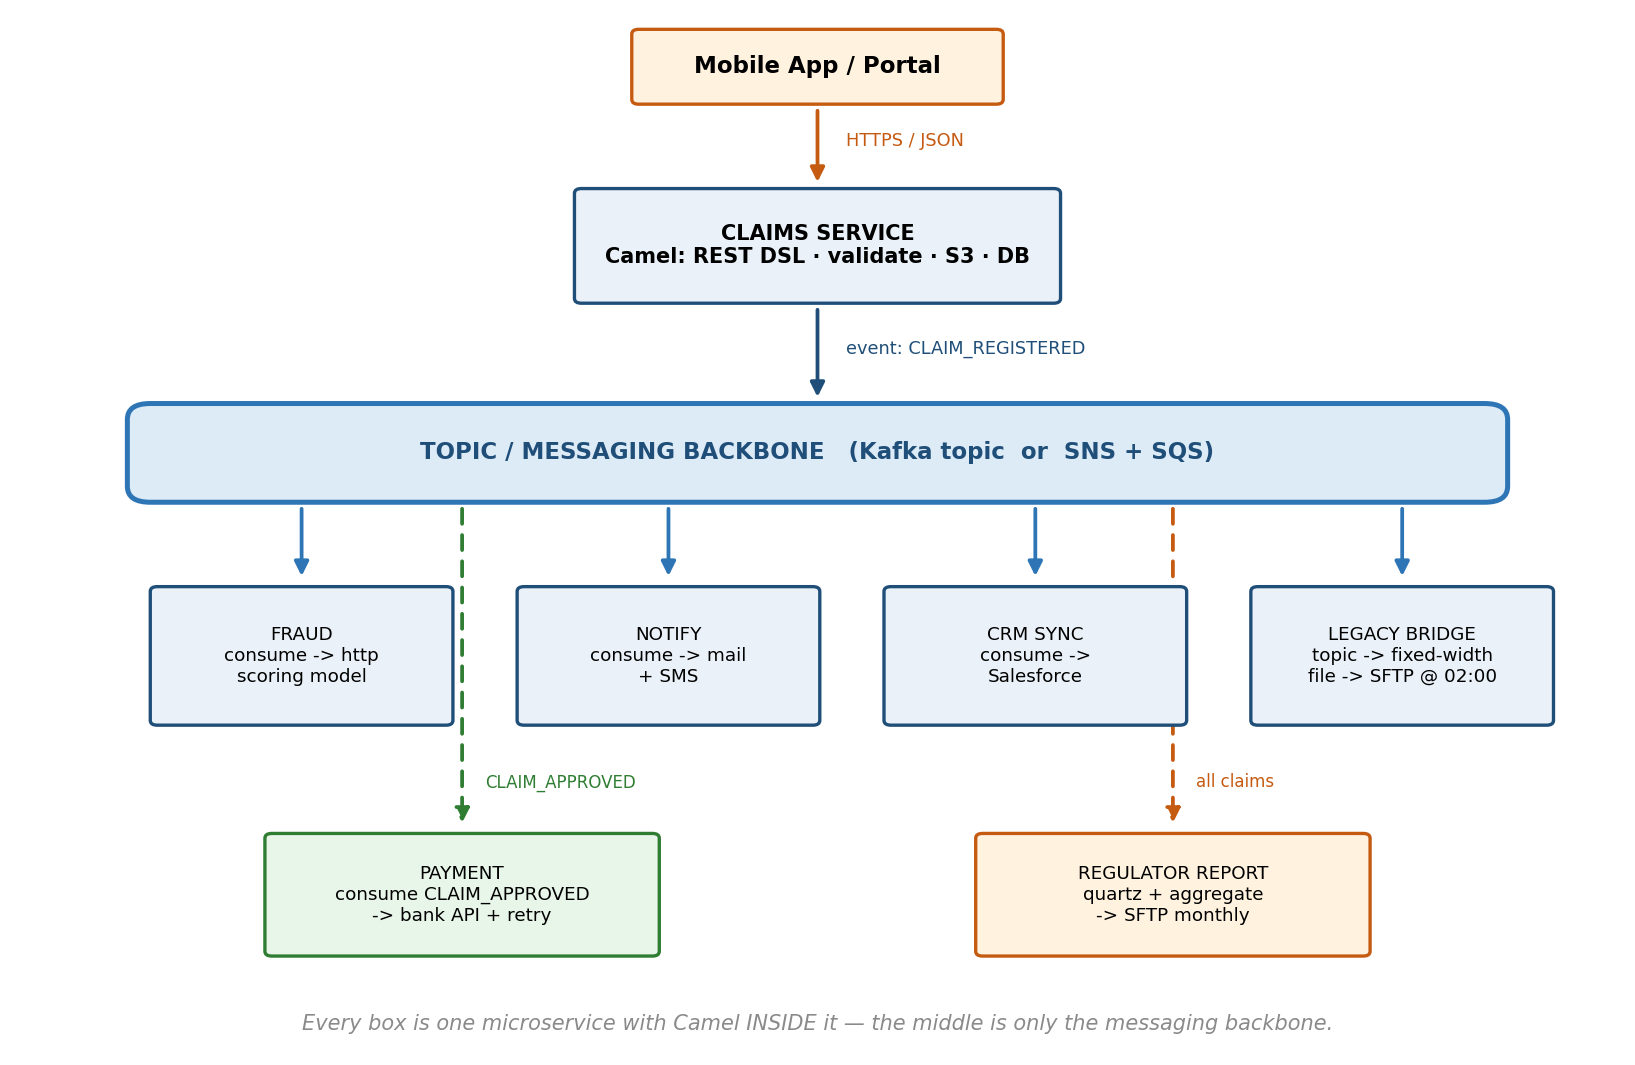 Mobile App / Portal
HTTPS / JSON
CLAIMS SERVICE
Camel: REST DSL · validate · S3 · DB
event: CLAIM_REGISTERED
TOPIC / MESSAGING BACKBONE   (Kafka topic  or  SNS + SQS)
FRAUD
consume -> http
scoring model
NOTIFY
consume -> mail
+ SMS
CRM SYNC
consume ->
Salesforce
LEGACY BRIDGE
topic -> fixed-width
file -> SFTP @ 02:00
CLAIM_APPROVED
all claims
PAYMENT
consume CLAIM_APPROVED
-> bank API + retry
REGULATOR REPORT
quartz + aggregate
-> SFTP monthly
Every box is one microservice with Camel INSIDE it — the middle is only the messaging backbone.